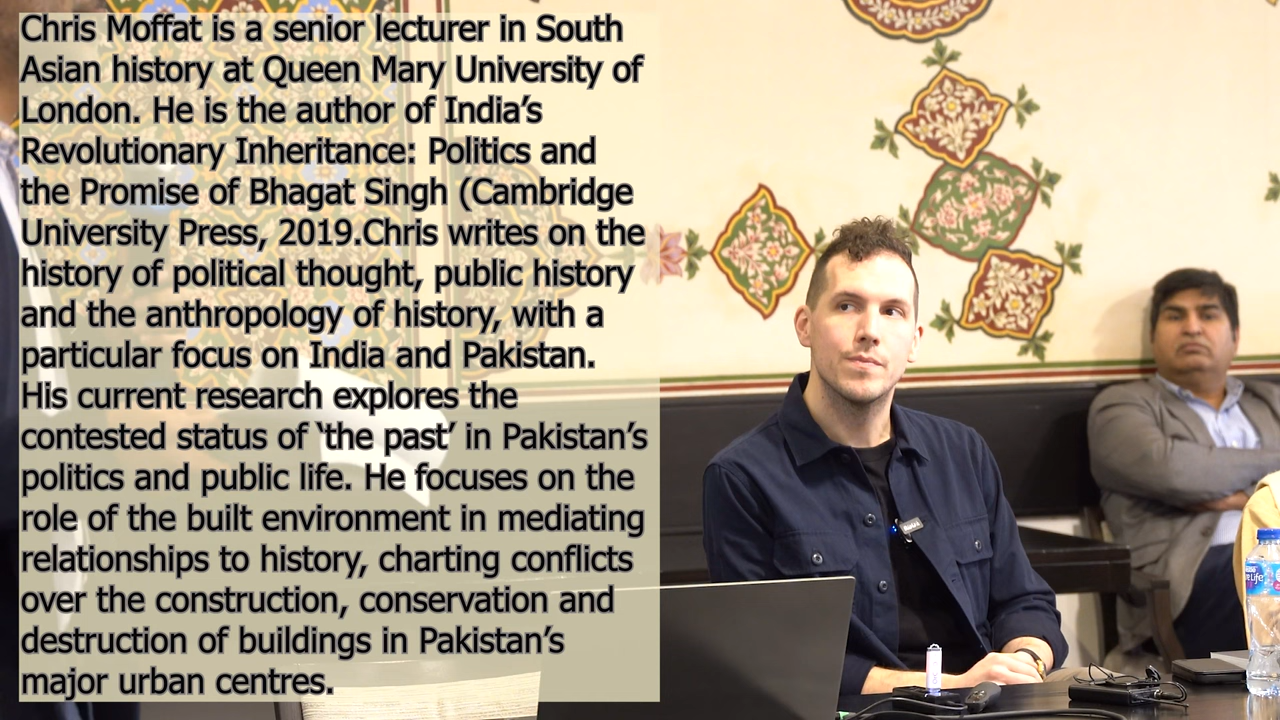 Chris Moffat is a senior lecturer in South
Asian history at Queen Mary University of
London. He is the author of India’s
Revolutionary Inheritance: Politics and
the Promise of Bhagat Singh (Cambridge
University Press, 2019.Chris writes on the
history of political thought, public history
and the anthropology of history, with a
particular focus on India and Pakistan.
His current research explores the
contested status of ‘the past’ in Pakistan’s
politics and public life. He focuses on the
role of the built environment in mediating
relationships to history, charting conflicts
over the construction, conservation and
destruction of buildings in Pakistan’s
major urban centres.